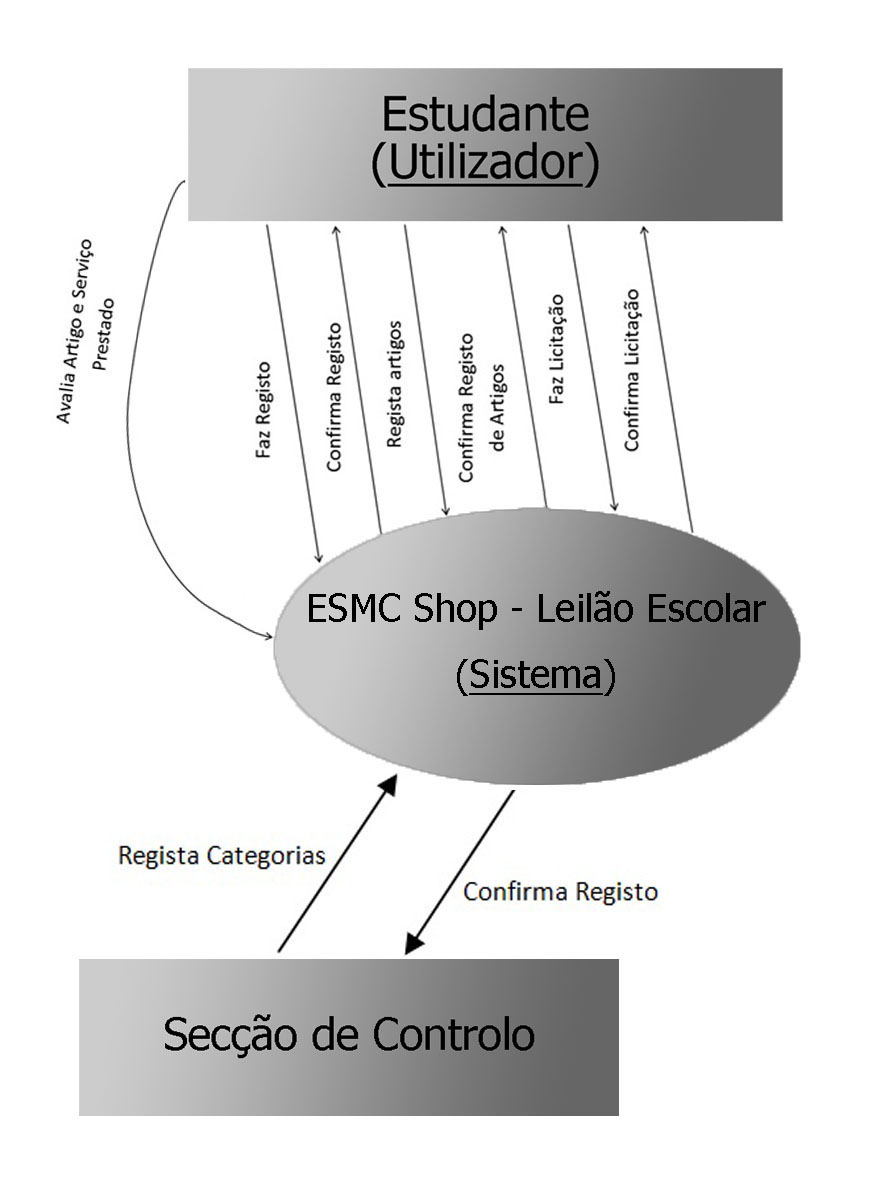 Estudante
(Utilizador)
Avalia Artigo e Serviço
Prestado
Faz Registo
Confirma Registo
Regista artigos
Confirma Registo
de Artigos
Faz Licitação
Confirma Licitação
ESMC Shop - Leilão Escolar
(Sistema)
Regista Categorias
Confirma Registo
Secção de Controlo